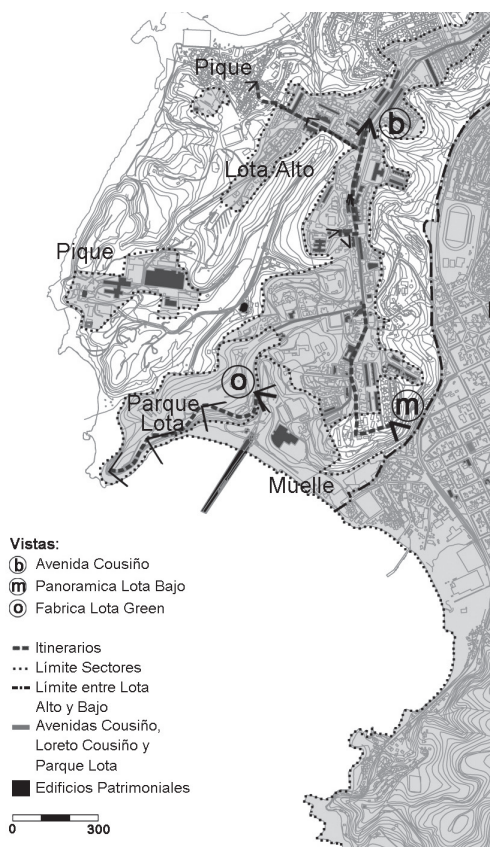 Pique
b
Lota Alto
Pique
o
Parque
Lota
m
Muelle
Vistas:
b Avenida Cousiño
m Panoramica Lota Bajo
o Fabrica Lota Green
Itinerarios
Límite Sectores
Límite entre Lota
Alto y Bajo
Avenidas Cousiño,
Loreto Cousiño y
Parque Lota
Edificios Patrimoniales
0 300